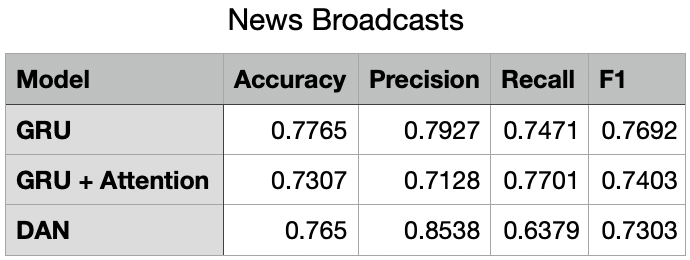 News Broadcasts
Model Accuracy Precision Recall F1
GRU 0.7765 0.7927 0.7471 0.7692
GRU + Attention 0.7307 0.7128 0.7701 0.7403
DAN 0.765 0.8538 0.6379 0.7303